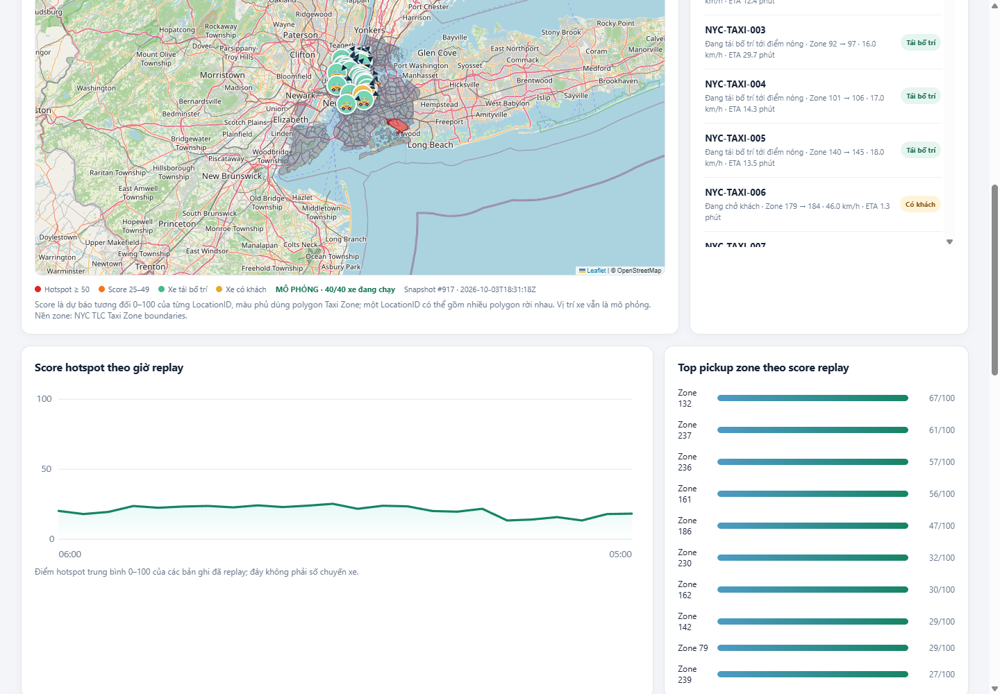 Oakland
Tappan
Port Chester
Ridgewood
Harrison
Hopatcong
Rockaway
Township
Wayne
Paterson
Yonkers
Stony Brook
Rocky Point
Dover
Parsippany-
Troy Hills
Bayville
Mount Olive
Township
Clifton
Teaneck
Glen Cove
East Northport
Coram
Manorville
Commack
Port Washington
Syosset
Manhasset
Medford
Morristown
Bloomfield
Brentwood
Brookhaven
Washington
Madison
Hicksville
Newark
Islip
Sayville
Bernardsville
Union
Hempstead
West Babylon
Bedminster
Amityville
Scotch Plains
Elizabeth
Freeport
Plainfield
Linden
Bridgewater
Township
Long Beach
Woodbridge
Township
Piscataway
Raritan Township
Hillsborough
Township
New Brunswick
East Amwell
Township
Old Bridge
Township
Hazlet
Middletown
Township
South Brunswick
Hopewell
Township
Princeton
Monroe Township
Doylestown
Upper Makefield
Long Branch
Manalapan
Colts Neck
Ewing Township
East Windsor
Ocean Township
Warrington
Newtown
Trenton
Freehold Township
Asbury Park
Warminster
Leaflet | © OpenStreetMap
Hotspot ≥ 50 Score 25–49 Xe tái bố trí Xe có khách MÔ PHỎNG · 40/40 xe đang chạy Snapshot #917 · 2026-10-03T18:31:18Z
Score là dự báo tương đối 0–100 của từng LocationID, màu phủ dùng polygon Taxi Zone; một LocationID có thể gồm nhiều polygon rời nhau. Vị trí xe vẫn là mô phỏng.
Nền zone: NYC TLC Taxi Zone boundaries.
km/h · ETA 12.4 phút
NYC-TAXI-003
Đang tái bố trí tới điểm nóng · Zone 92 → 97 · 16.0
km/h · ETA 29.7 phút
Tái bố trí
NYC-TAXI-004
Đang tái bố trí tới điểm nóng · Zone 101 → 106 · 17.0
km/h · ETA 14.3 phút
Tái bố trí
NYC-TAXI-005
Đang tái bố trí tới điểm nóng · Zone 140 → 145 · 18.0
km/h · ETA 13.5 phút
Tái bố trí
NYC-TAXI-006
Đang chở khách · Zone 179 → 184 · 46.0 km/h · ETA 1.3
phút
Có khách
NYC-TAXI-007
Score hotspot theo giờ replay
100
50
0
06:00 05:00
Điểm hotspot trung bình 0–100 của các bản ghi đã replay; đây không phải số chuyến xe.
Top pickup zone theo score replay
Zone
132
67/100
Zone
237
61/100
Zone
236
57/100
Zone
161
56/100
Zone
186
47/100
Zone
230
32/100
Zone
162
30/100
Zone
142
29/100
Zone 79 29/100
Zone
239
27/100